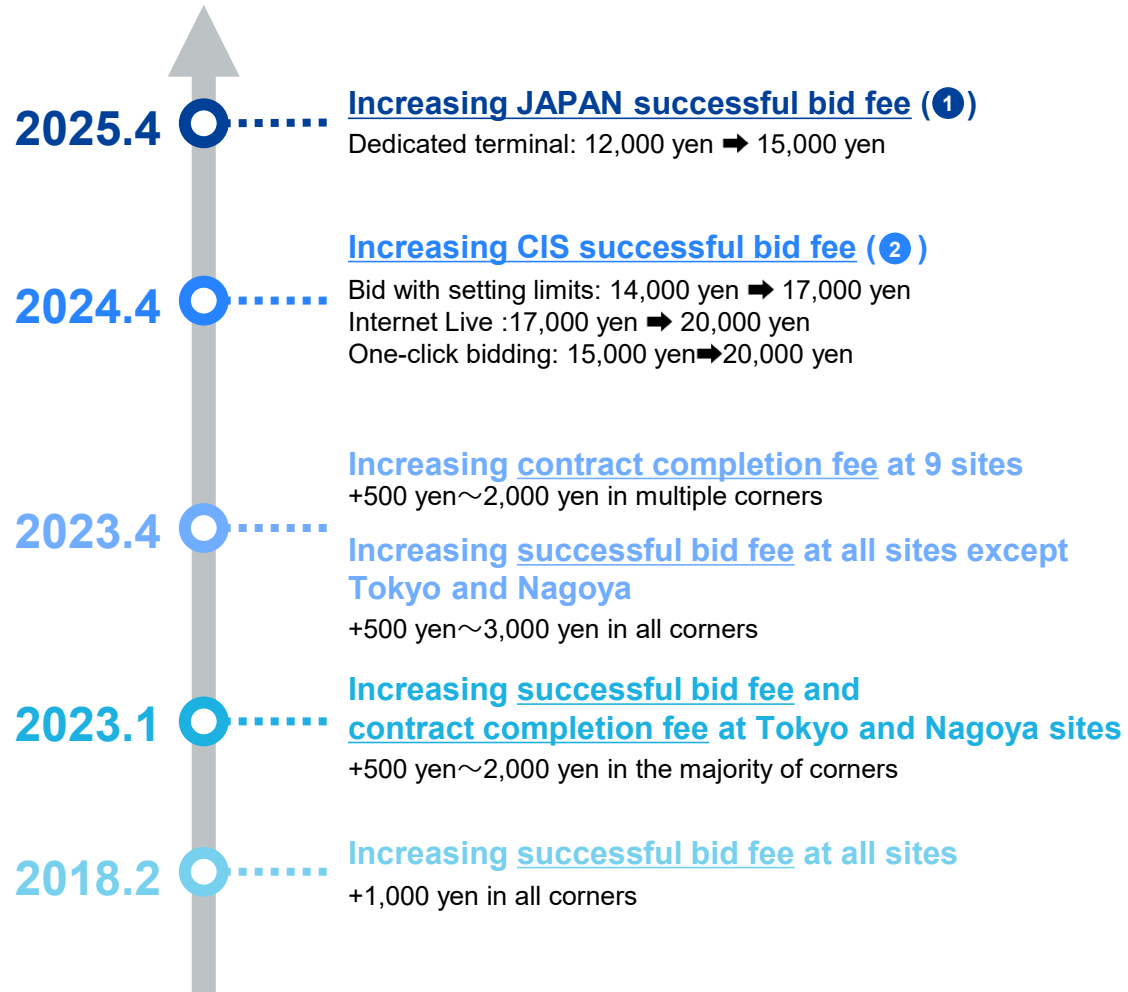 2025.4
Increasing JAPAN successful bid fee (❶)
Dedicated terminal: 12,000 yen ➡ 15,000 yen
2024.4
Increasing CIS successful bid fee (❷)
Bid with setting limits: 14,000 yen ➡ 17,000 yen
Internet Live :17,000 yen ➡ 20,000 yen
One-click bidding: 15,000 yen➡20,000 yen
2023.4
Increasing contract completion fee at 9 sites
+500 yen～2,000 yen in multiple corners
Increasing successful bid fee at all sites except
Tokyo and Nagoya
+500 yen～3,000 yen in all corners
2023.1
Increasing successful bid fee and
contract completion fee at Tokyo and Nagoya sites
+500 yen～2,000 yen in the majority of corners
2018.2
Increasing successful bid fee at all sites
+1,000 yen in all corners